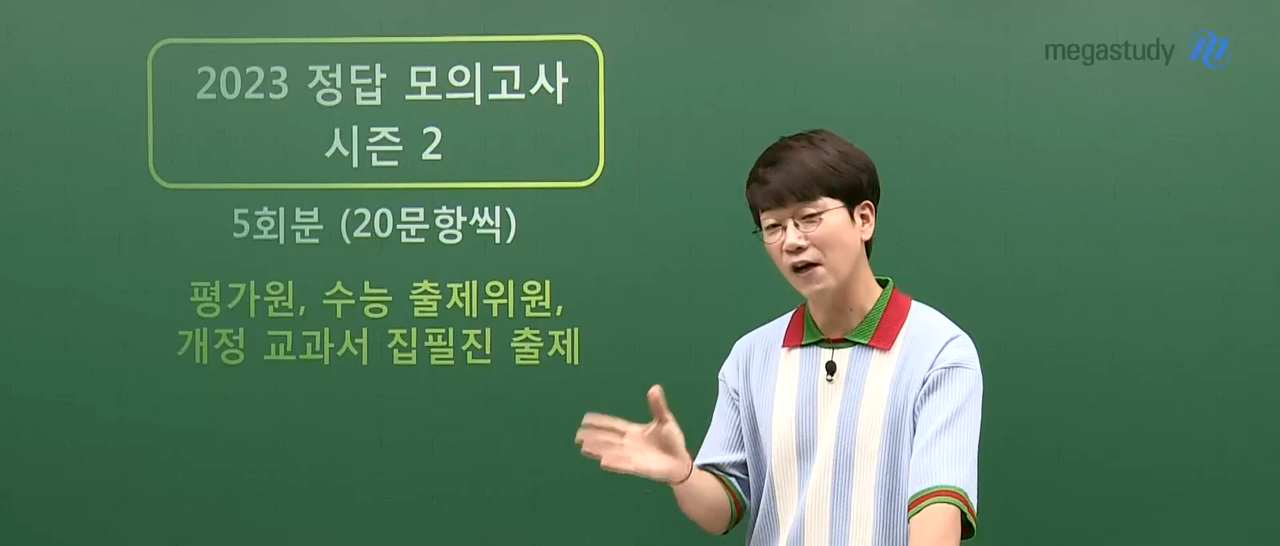 megastudy
2023 정답 모의고사
시즌 2
5회분 (20문항씩)
평가원, 수능 출제위원,
개정 교과서 집필진 출제